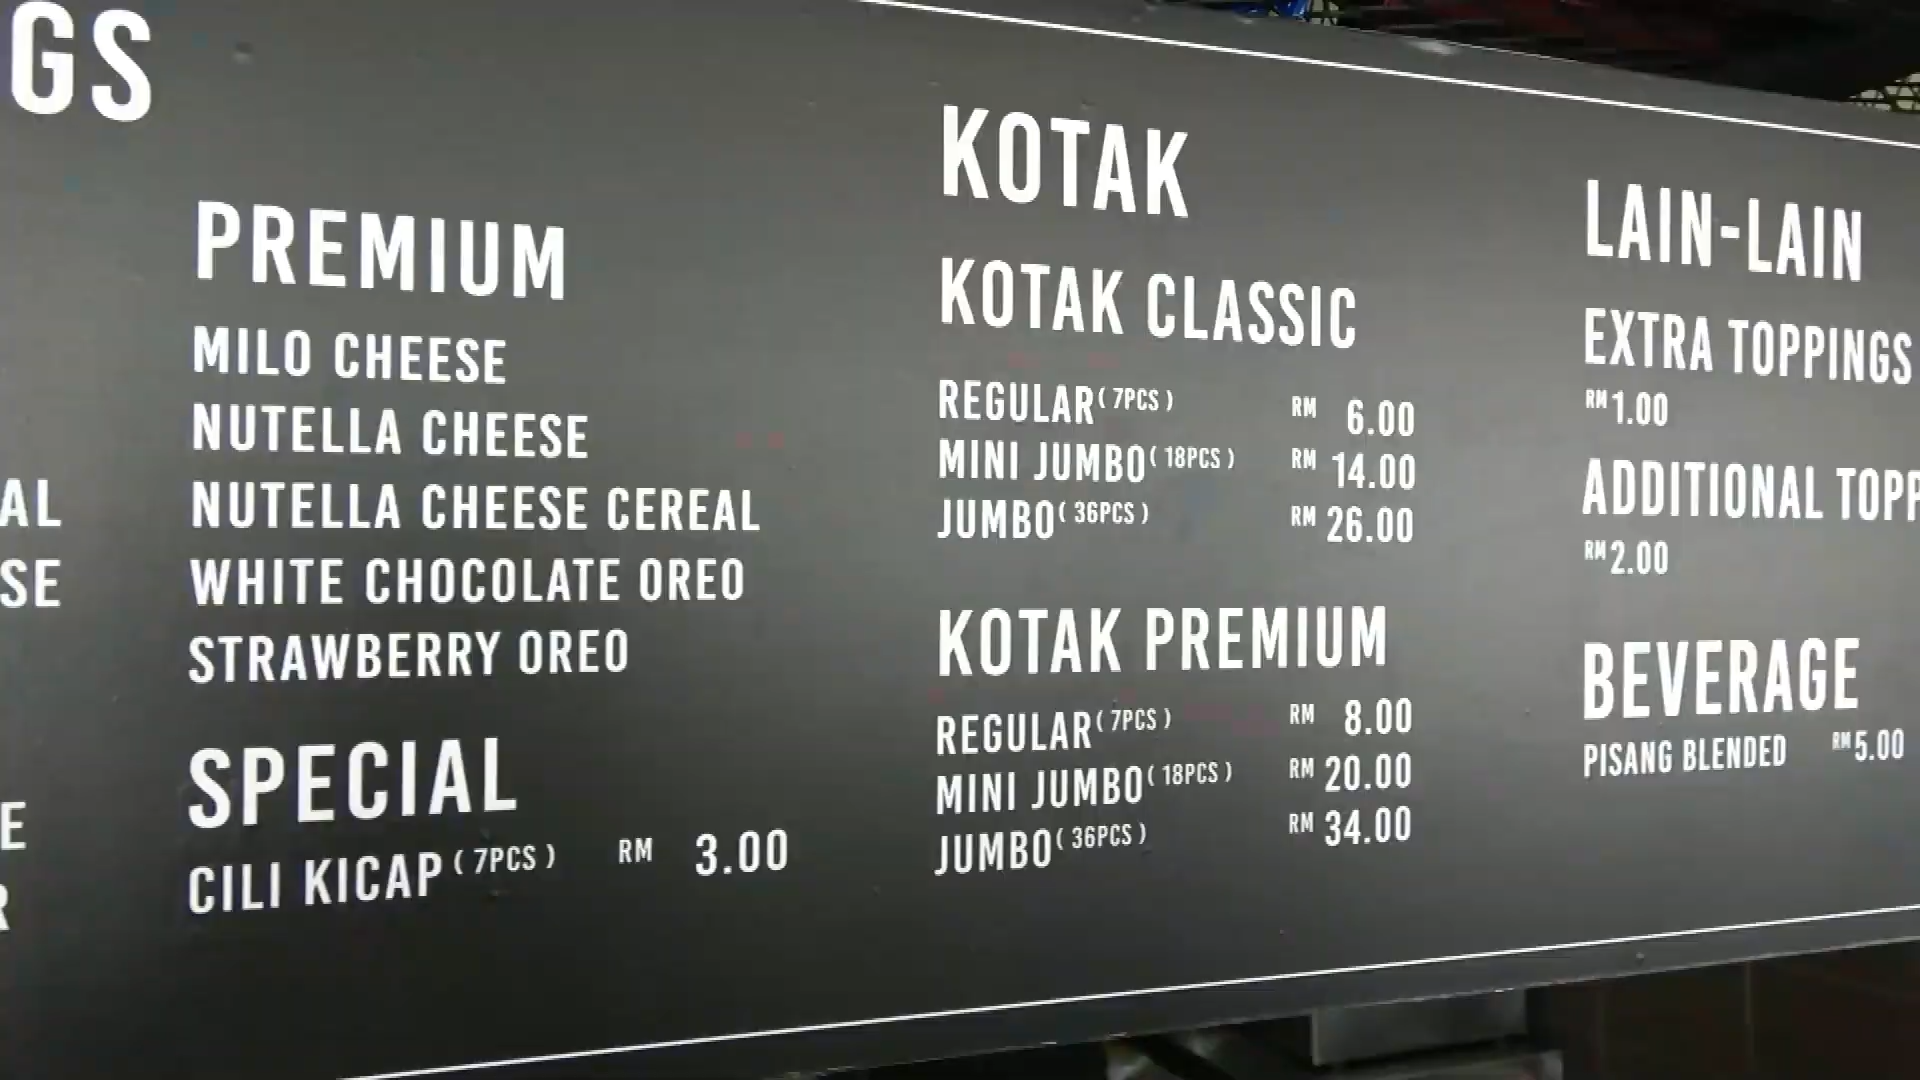 GS
PREMIUM
MILO CHEESE
NUTELLA CHEESE
NUTELLA CHEESE CEREAL
WHITE CHOCOLATE OREO
STRAWBERRY OREO
SPECIAL
CILI KICAP (7PCS) RM 3.00
KOTAK
KOTAK CLASSIC
REGULAR (7PCS) RM 6.00
MINI JUMBO (18PCS) RM 14.00
JUMBO (36PCS) RM 26.00
KOTAK PREMIUM
REGULAR (7PCS) RM 8.00
MINI JUMBO (18PCS) RM 20.00
JUMBO (36PCS) RM 34.00
LAIN-LAIN
EXTRA TOPPINGS
RM 1.00
ADDITIONAL TOPP
RM 2.00
BEVERAGE
PISANG BLENDED RM 5.00
AL
SE
E
R